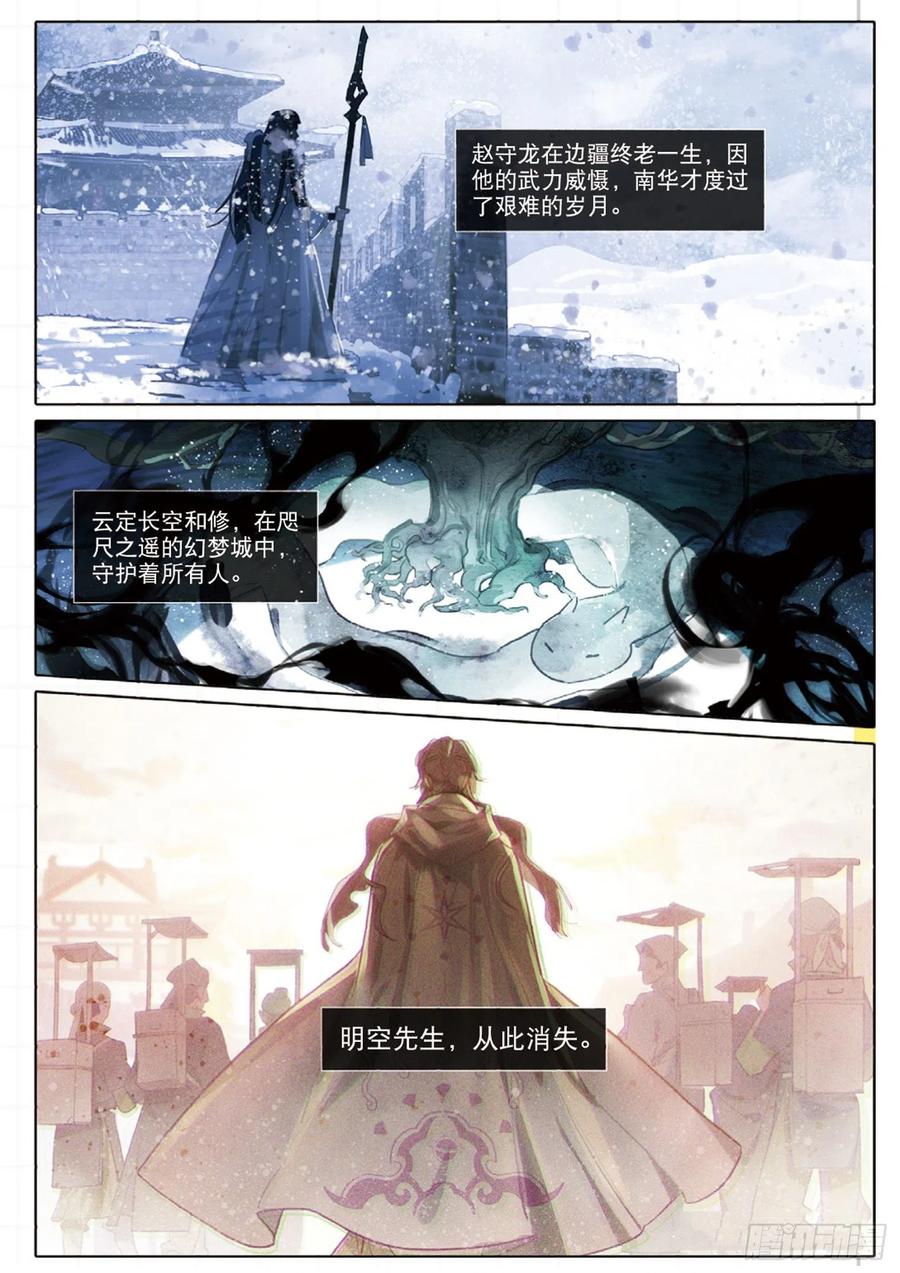 赵守龙在边疆终老一生，因
他的武力威慑，南华才度过
了艰难的岁月。
云定长空和修，在咫
尺之遥的幻梦城中，
守护着所有人。
明空先生，从此消失。
腾讯动漫